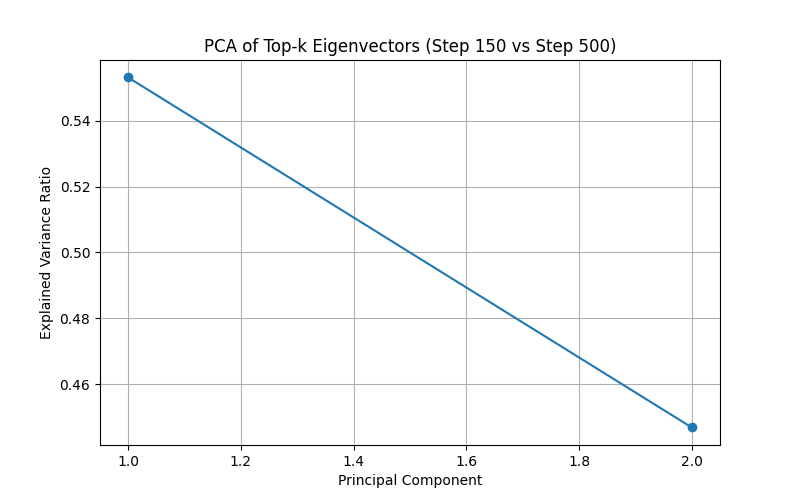 PCA of Top-k Eigenvectors (Step 150 vs Step 500)
Explained Variance Ratio
0.54
0.52
0.50
0.48
0.46
1.0 1.2 1.4 1.6 1.8 2.0
Principal Component